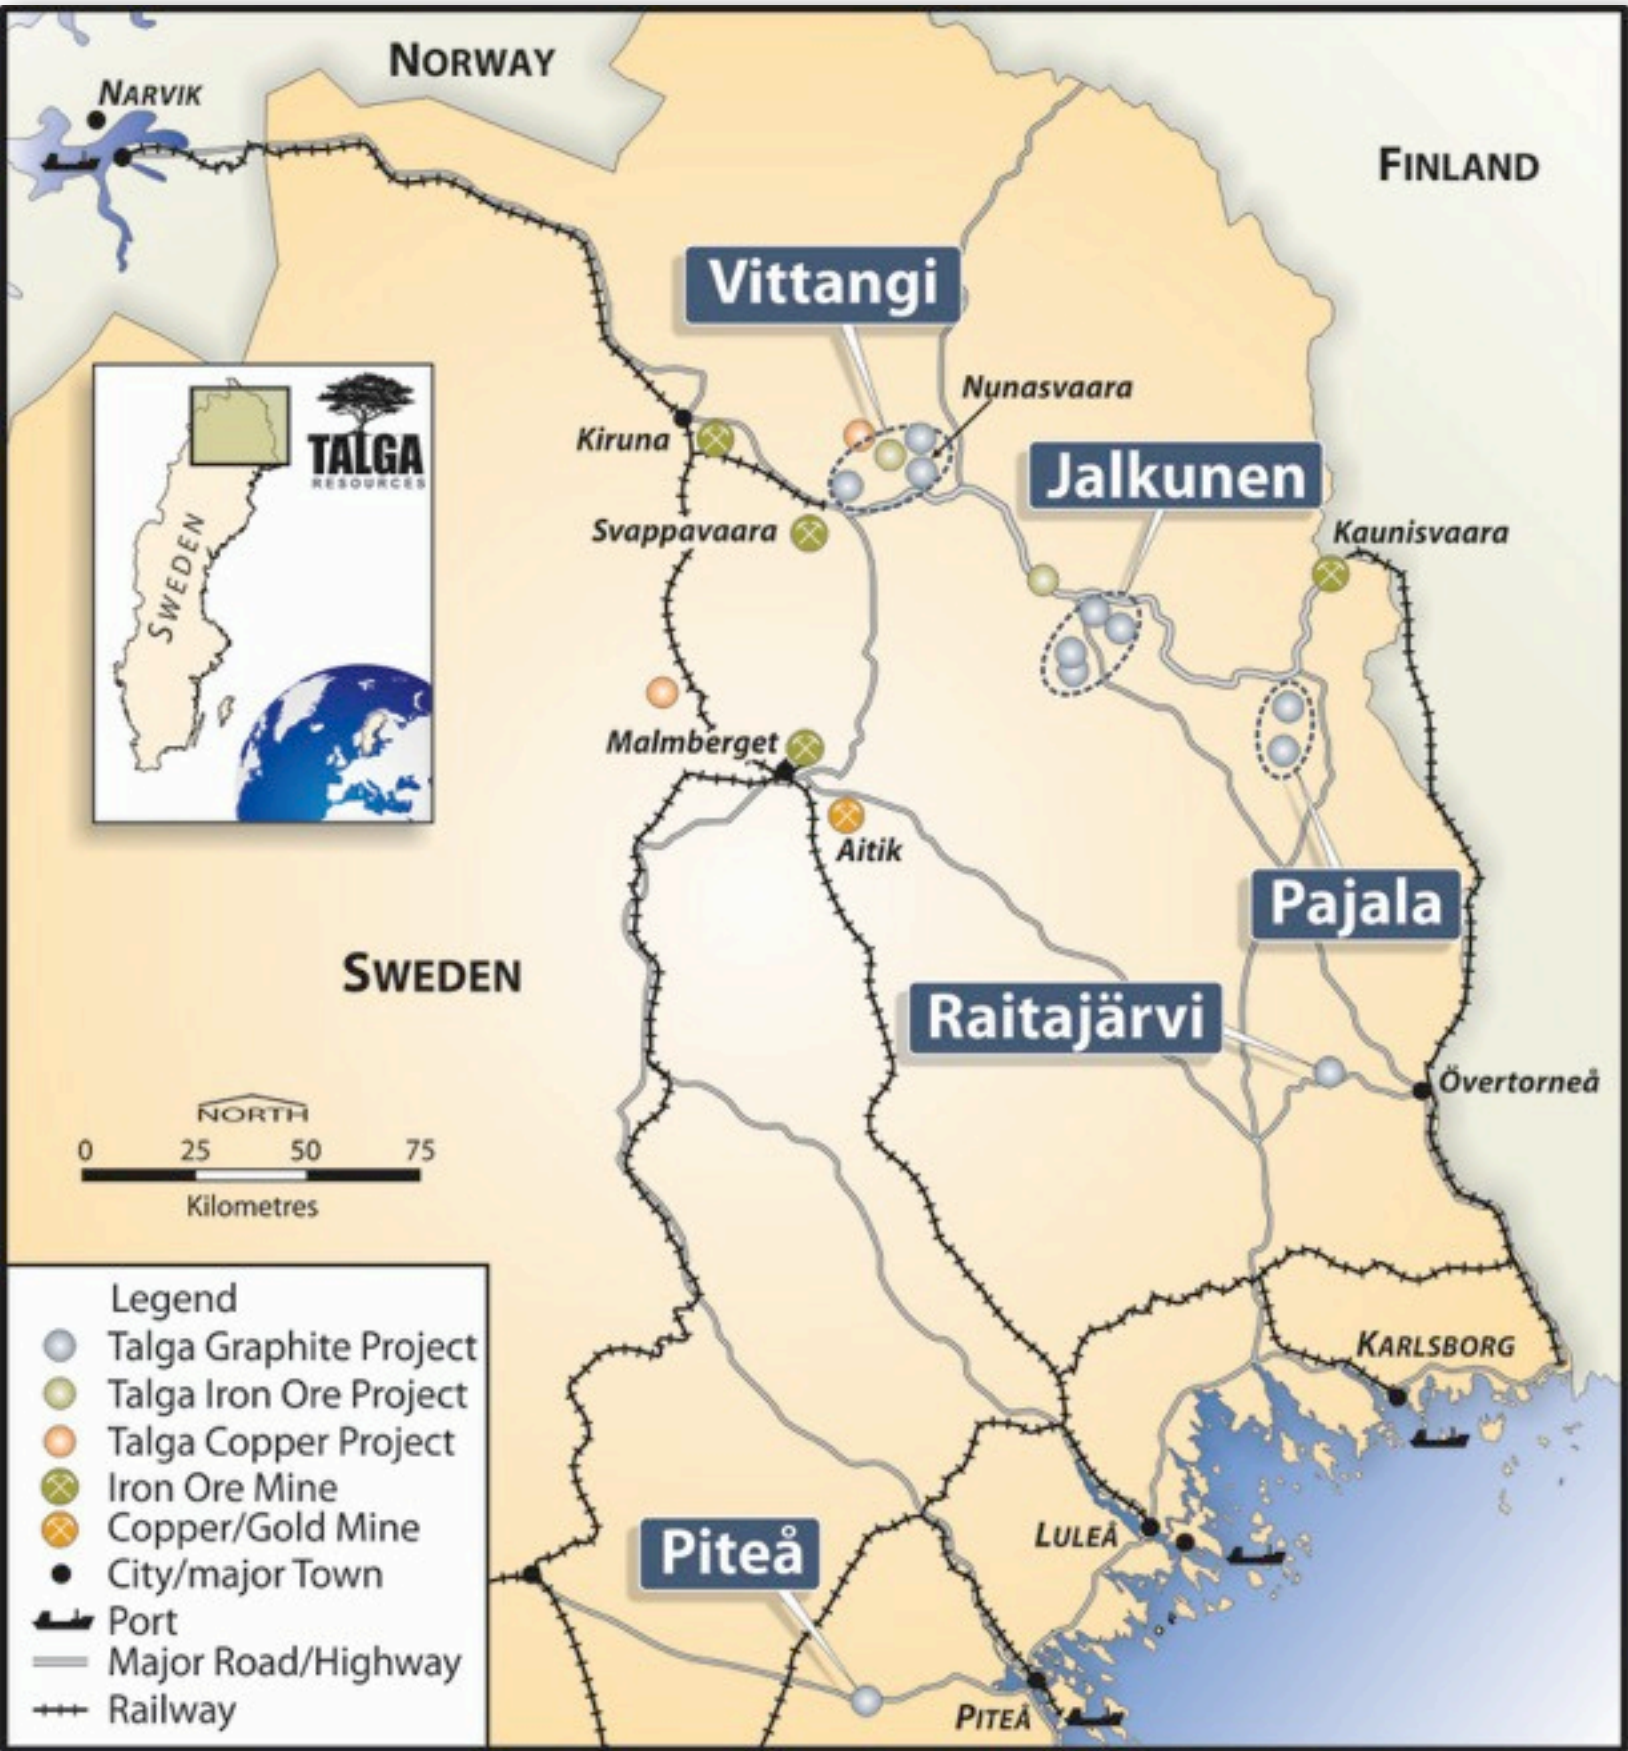 NORWAY
NARVIK
FINLAND
Vittangi
Nunasvaara
Kiruna
Jalkunen
Svappavaara
Kaunisvaara
TALGA
RESOURCES
SWEDEN
Malmberget
Aitik
Pajala
SWEDEN
Raitajärvi
Övertorneå
NORTH
0 25 50 75
Kilometres
KARLSBORG
Legend
Talga Graphite Project
Talga Iron Ore Project
Talga Copper Project
Iron Ore Mine
Copper/Gold Mine
City/major Town
Port
Major Road/Highway
Railway
Piteå
LULEÅ
PITEÅ